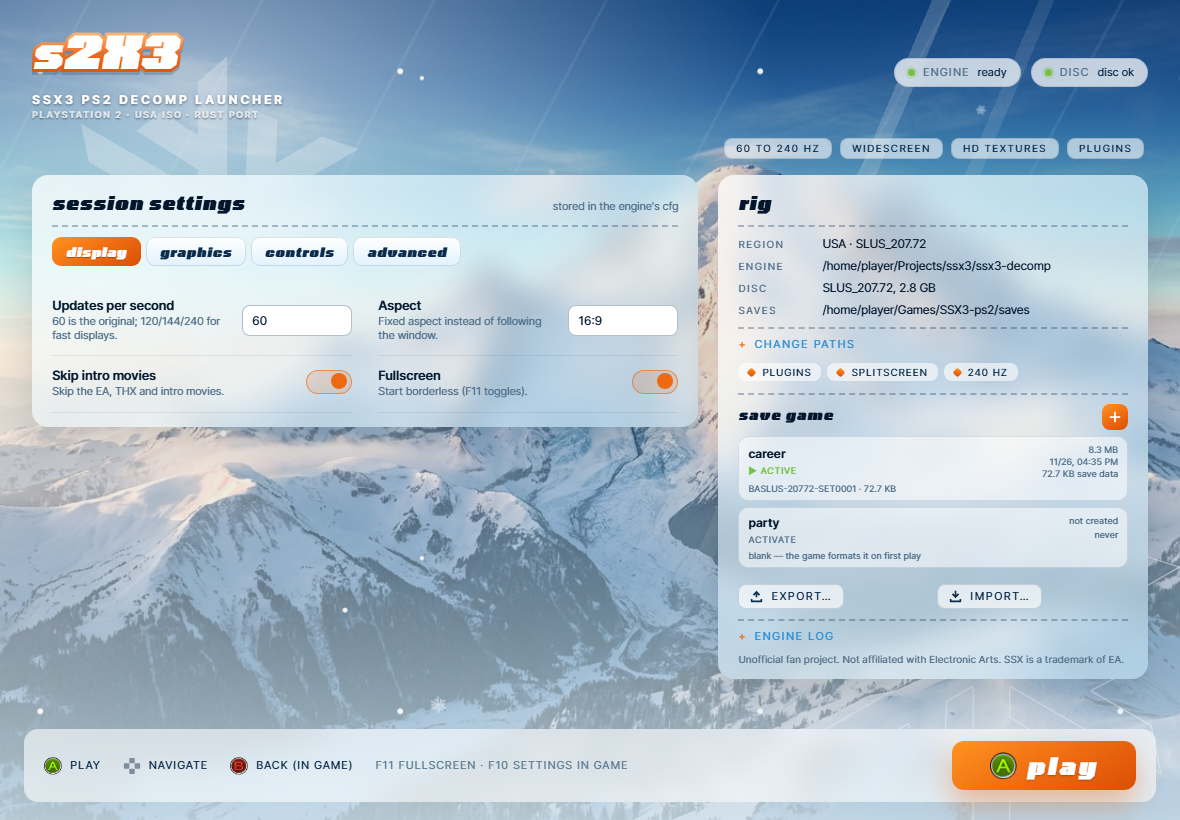 s2X3
SSX3 PS2 DECOMP LAUNCHER
PLAYSTATION 2 · USA ISO · RUST PORT
ENGINE ready
DISC disc ok
60 TO 240 HZ
WIDESCREEN
HD TEXTURES
PLUGINS
session settings
stored in the engine's cfg
display
graphics
controls
advanced
Updates per second
60 is the original; 120/144/240 for
fast displays.
60
Aspect
Fixed aspect instead of following
the window.
16:9
Skip intro movies
Skip the EA, THX and intro movies.
Fullscreen
Start borderless (F11 toggles).
rig
REGION USA · SLUS_207.72
ENGINE /home/player/Projects/ssx3/ssx3-decomp
DISC SLUS_207.72, 2.8 GB
SAVES /home/player/Games/SSX3-ps2/saves
+ CHANGE PATHS
PLUGINS
SPLITSCREEN
240 HZ
save game
+
career
8.3 MB
▶ ACTIVE
11/26, 04:35 PM
72.7 KB save data
BASLUS-20772-SET0001 · 72.7 KB
party
not created
ACTIVATE
never
blank — the game formats it on first play
EXPORT…
IMPORT…
+ ENGINE LOG
Unofficial fan project. Not affiliated with Electronic Arts. SSX is a trademark of EA.
A PLAY
NAVIGATE
B BACK (IN GAME)
F11 FULLSCREEN · F10 SETTINGS IN GAME
A play